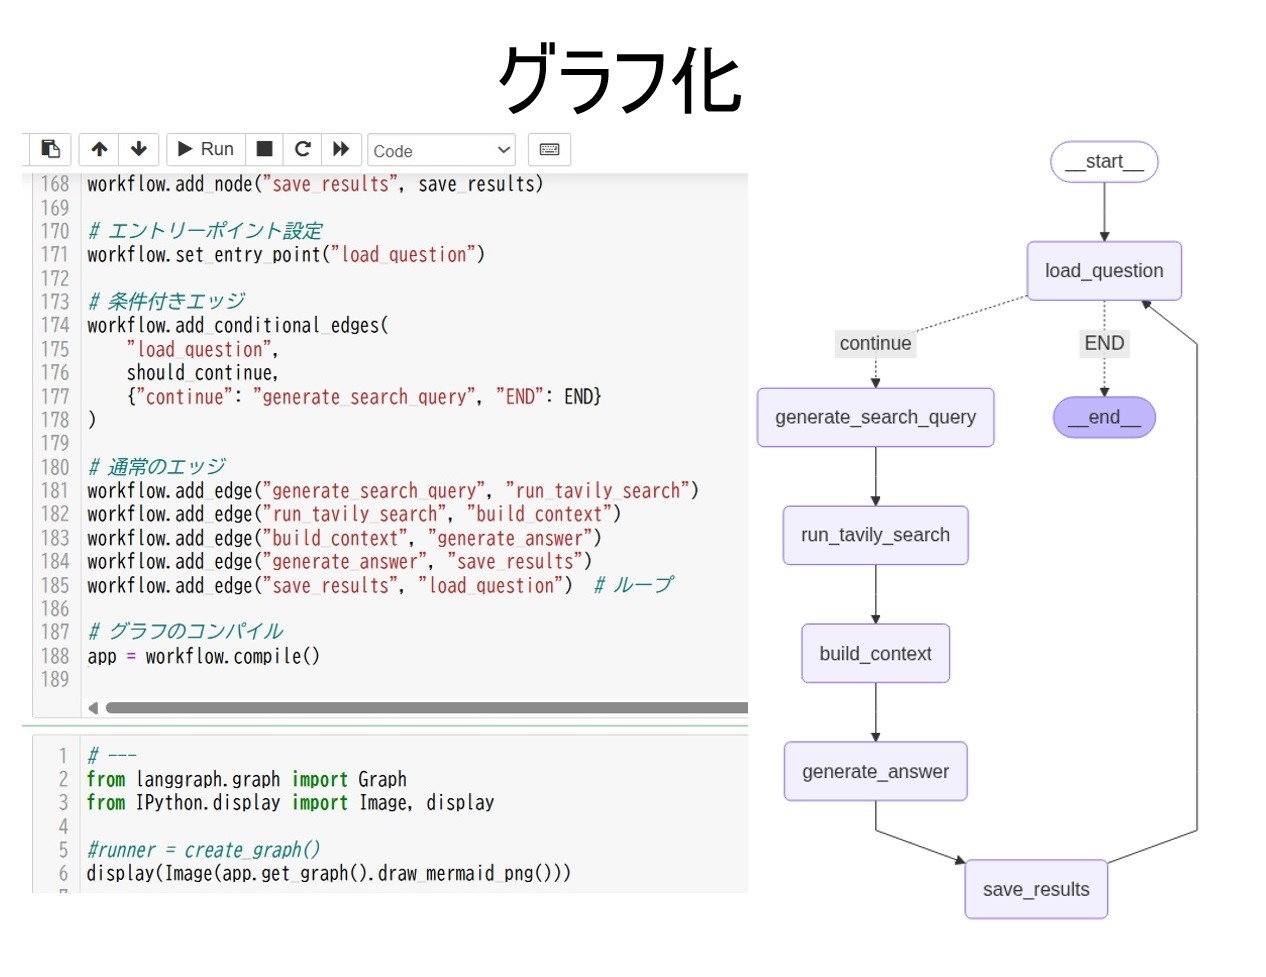 グラフ化
Run
Code
168 workflow.add_node("save_results", save_results)
169
170 # エントリーポイント設定
171 workflow.set_entry_point("load_question")
172
173 # 条件付きエッジ
174 workflow.add_conditional_edges(
175     "load_question",
176     should_continue,
177     {"continue": "generate_search_query", "END": END}
178 )
179
180 # 通常のエッジ
181 workflow.add_edge("generate_search_query", "run_tavily_search")
182 workflow.add_edge("run_tavily_search", "build_context")
183 workflow.add_edge("build_context", "generate_answer")
184 workflow.add_edge("generate_answer", "save_results")
185 workflow.add_edge("save_results", "load_question")  # ループ
186
187 # グラフのコンパイル
188 app = workflow.compile()
189
1 # ---
2 from langgraph.graph import Graph
3 from IPython.display import Image, display
4
5 #runner = create_graph()
6 display(Image(app.get_graph().draw_mermaid_png()))
__start__
load_question
continue
END
generate_search_query
__end__
run_tavily_search
build_context
generate_answer
save_results